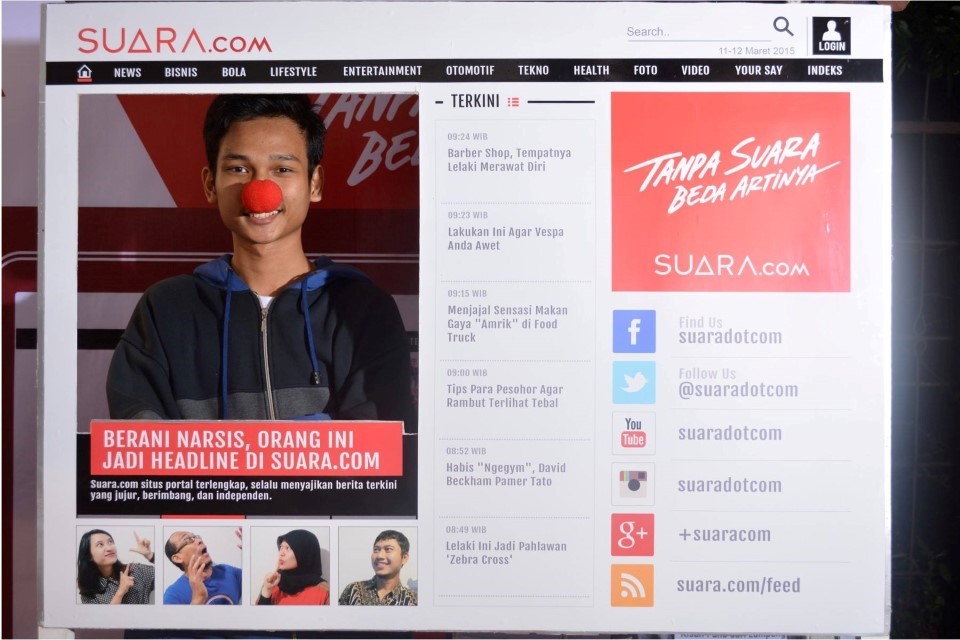 SUARA.COM
Search..
11-12 Maret 2015
LOGIN
NEWS BISNIS BOLA LIFESTYLE ENTERTAINMENT OTOMOTIF TEKNO HEALTH FOTO VIDEO YOUR SAY INDEKS
BERANI NARSIS, ORANG INI
JADI HEADLINE DI SUARA.COM
Suara.com situs portal terlengkap, selalu menyajikan berita terkini
yang jujur, berimbang, dan independen.
TERKINI
09:24 WIB
Barber Shop, Tempatnya
Lelaki Merawat Diri
09:23 WIB
Lakukan Ini Agar Vespa
Anda Awet
09:15 WIB
Menjajal Sensasi Makan
Gaya "Amrik" di Food
Truck
09:00 WIB
Tips Para Pesohor Agar
Rambut Terlihat Tebal
08:52 WIB
Habis "Ngegym", David
Beckham Pamer Tato
08:49 WIB
Lelaki Ini Jadi Pahlawan
'Zebra Cross'
TANPA SUARA
BEDA ARTINYA
SUARA.COM
f
Find Us
suaradotcom
Follow Us
@suaradotcom
You
Tube
suaradotcom
suaradotcom
g+
+suaracom
suara.com/feed